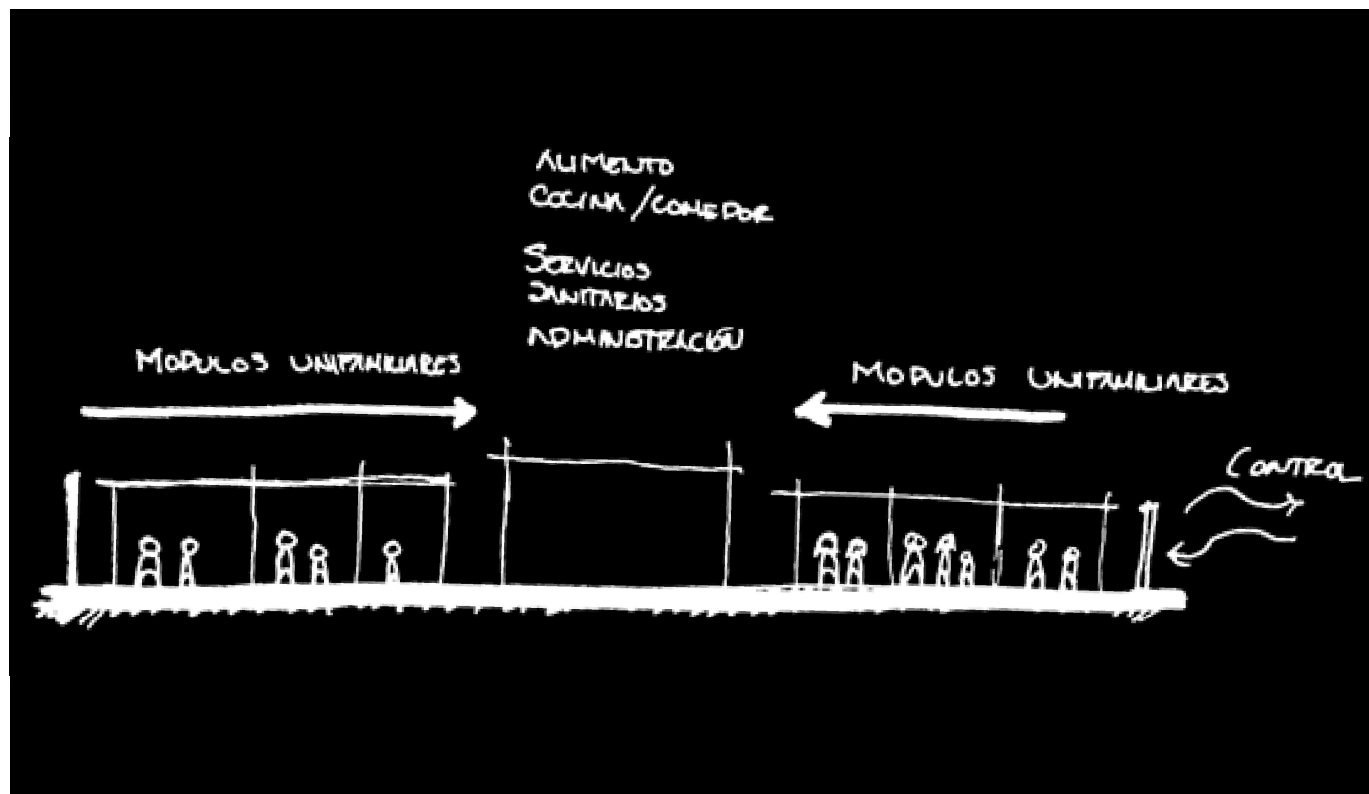 ALIMENTO
COCINA/COMEDOR
SERVICIOS
SANITARIOS
ADMINISTRACIÓN
MODULOS UNIFAMILIARES
MODULOS UNIFAMILIARES
CONTROL